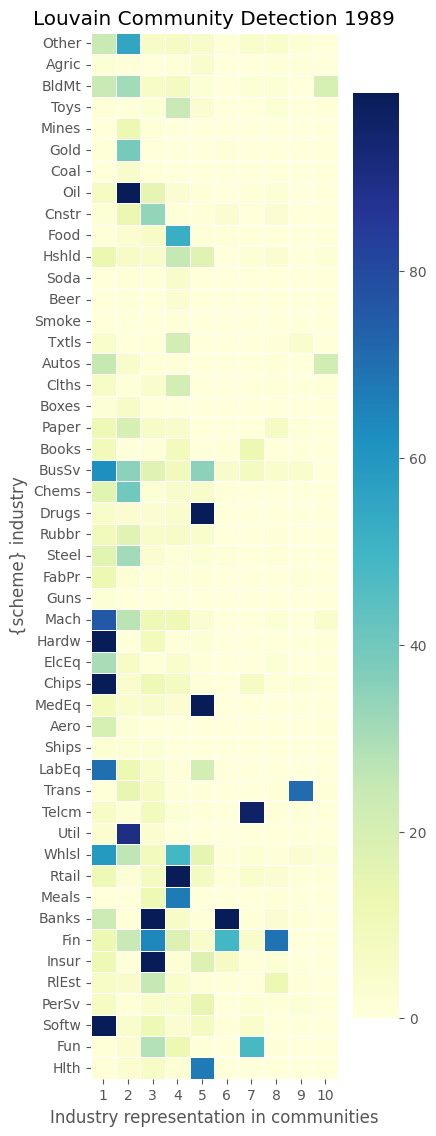 Louvain Community Detection 1989
Other
Agric
BldMt
Toys
Mines
Gold
Coal
Oil
Cnstr
Food
Hshld
Soda
Beer
Smoke
Txtls
Autos
Clths
Boxes
Paper
Books
BusSv
Chems
Drugs
Rubbr
Steel
FabPr
Guns
Mach
Hardw
ElcEq
Chips
MedEq
Aero
Ships
LabEq
Trans
Telcm
Util
Whlsl
Rtail
Meals
Banks
Fin
Insur
RlEst
PerSv
Softw
Fun
Hlth
{scheme} industry
1 2 3 4 5 6 7 8 9 10
Industry representation in communities
80
60
40
20
0